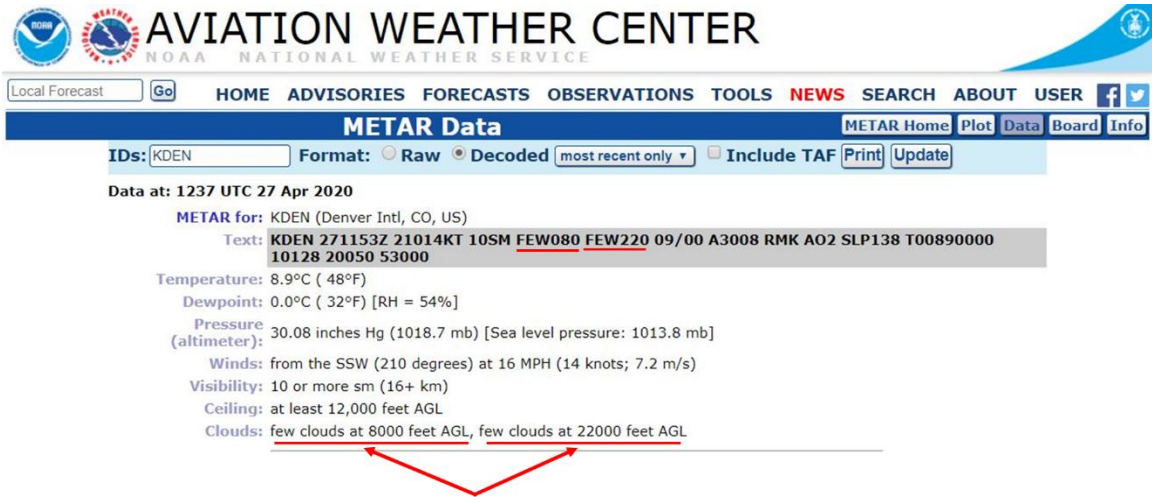 AVIATION WEATHER CENTER
NOAA NATIONAL WEATHER SERVICE
Local Forecast Go HOME ADVISORIES FORECASTS OBSERVATIONS TOOLS NEWS SEARCH ABOUT USER
METAR Data METAR Home Plot Data Board Info
IDs: KDEN Format: Raw Decoded most recent only Include TAF Print Update
Data at: 1237 UTC 27 Apr 2020
METAR for: KDEN (Denver Intl, CO, US)
Text: KDEN 271153Z 21014KT 10SM FEW080 FEW220 09/00 A3008 RMK AO2 SLP138 T00890000
10128 20050 53000
Temperature: 8.9°C ( 48°F)
Dewpoint: 0.0°C ( 32°F) [RH = 54%]
Pressure
(altimeter): 30.08 inches Hg (1018.7 mb) [Sea level pressure: 1013.8 mb]
Winds: from the SSW (210 degrees) at 16 MPH (14 knots; 7.2 m/s)
Visibility: 10 or more sm (16+ km)
Ceiling: at least 12,000 feet AGL
Clouds: few clouds at 8000 feet AGL, few clouds at 22000 feet AGL